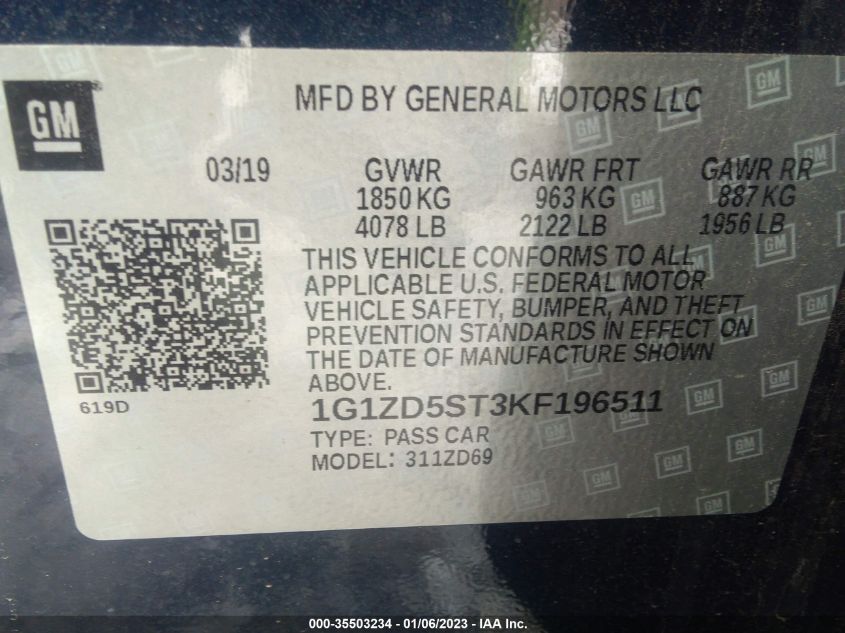 GM
MFD BY GENERAL MOTORS LLC
03/19 GVWR GAWR FRT GAWR RR
1850 KG 963 KG 887 KG
4078 LB 2122 LB 1956 LB
THIS VEHICLE CONFORMS TO ALL
APPLICABLE U.S. FEDERAL MOTOR
VEHICLE SAFETY, BUMPER, AND THEFT
PREVENTION STANDARDS IN EFFECT ON
THE DATE OF MANUFACTURE SHOWN
ABOVE.
619D
1G1ZD5ST3KF196511
TYPE: PASS CAR
MODEL: 311ZD69
000-35503234 - 01/06/2023 - IAA Inc.